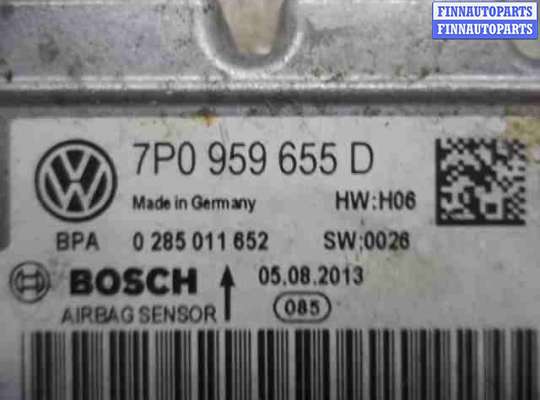 FINNAUTOPARTS
FINNAUTOPARTS
7P0 959 655 D
Made in Germany HW:H06
BPA 0 285 011 652 SW:0026
BOSCH 05.08.2013
AIRBAG SENSOR 085